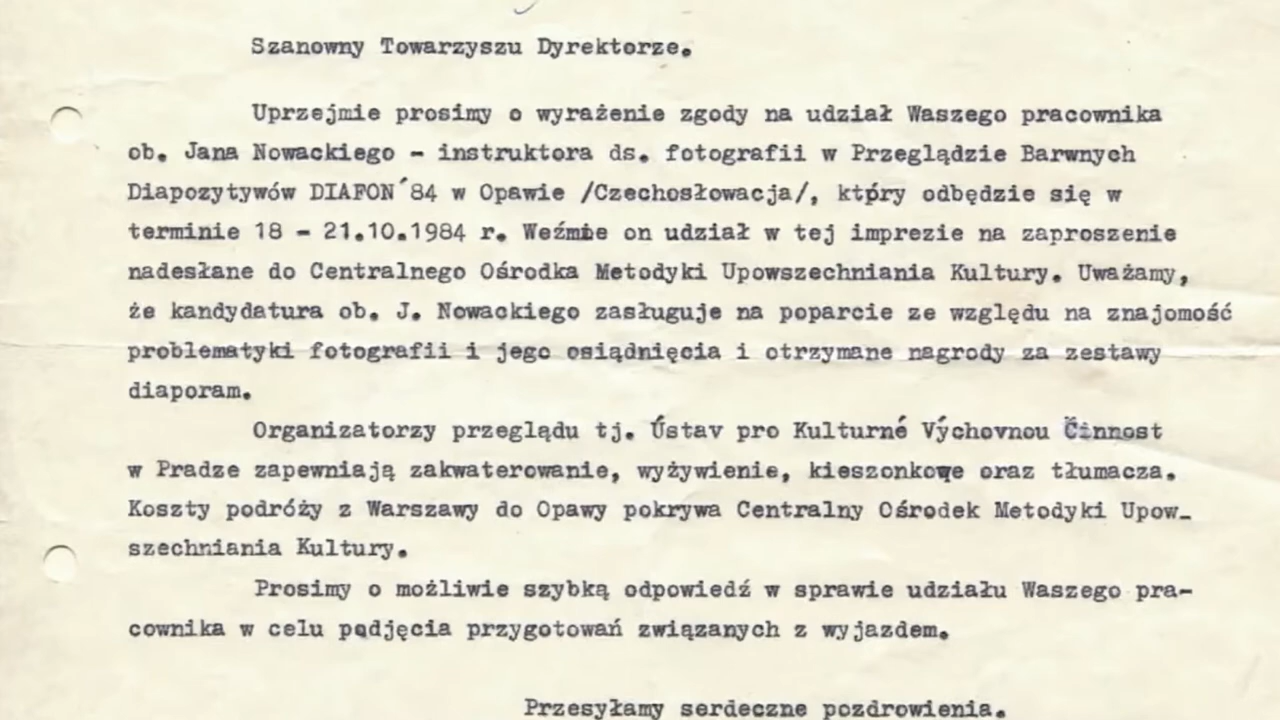 Szanowny Towarzyszu Dyrektorze.
Uprzejmie prosimy o wyrażenie zgody na udział Waszego pracownika
ob. Jana Nowackiego - instruktora ds. fotografii w Przeglądzie Barwnych
Diapozytywów DIAFON´84 w Opawie /Czechosłowacja/, który odbędzie się w
terminie 18 - 21.10.1984 r. Weźmie on udział w tej imprezie na zaproszenie
nadesłane do Centralnego Ośrodka Metodyki Upowszechniania Kultury. Uważamy,
że kandydatura ob. J. Nowackiego zasługuje na poparcie ze względu na znajomość
problematyki fotografii i jego osiądnięcia i otrzymane nagrody za zestawy
diaporam.
Organizatorzy przeglądu tj. Ústav pro Kulturné Výchovnou Činnost
w Pradze zapewniają zakwaterowanie, wyżywienie, kieszonkowe oraz tłumacza.
Koszty podróży z Warszawy do Opawy pokrywa Centralny Ośrodek Metodyki Upow-
szechniania Kultury.
Prosimy o możliwie szybką odpowiedź w sprawie udziału Waszego pra-
cownika w celu podjęcia przygotowań związanych z wyjazdem.
Przesyłamy serdeczne pozdrowienia.